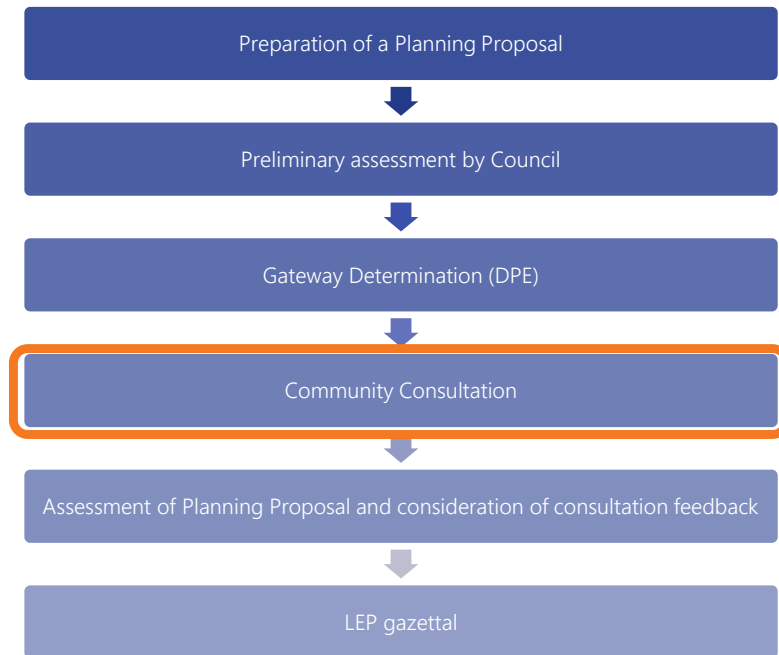 Preparation of a Planning Proposal
Preliminary assessment by Council
Gateway Determination (DPE)
Community Consultation
Assessment of Planning Proposal and consideration of consultation feedback
LEP gazettal